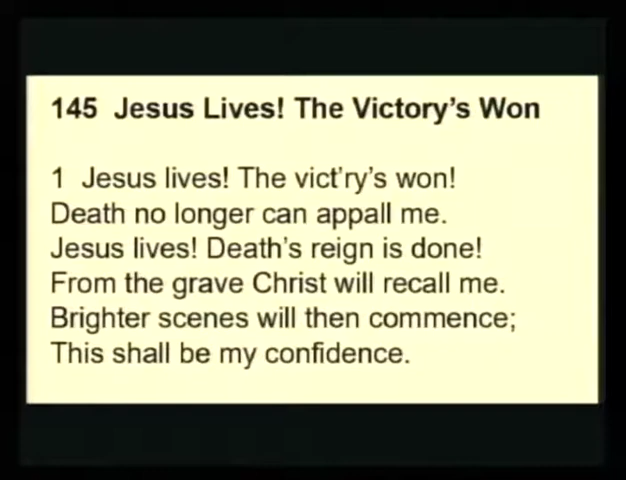 145 Jesus Lives! The Victory's Won
1 Jesus lives! The vict'ry's won!
Death no longer can appall me.
Jesus lives! Death's reign is done!
From the grave Christ will recall me.
Brighter scenes will then commence;
This shall be my confidence.